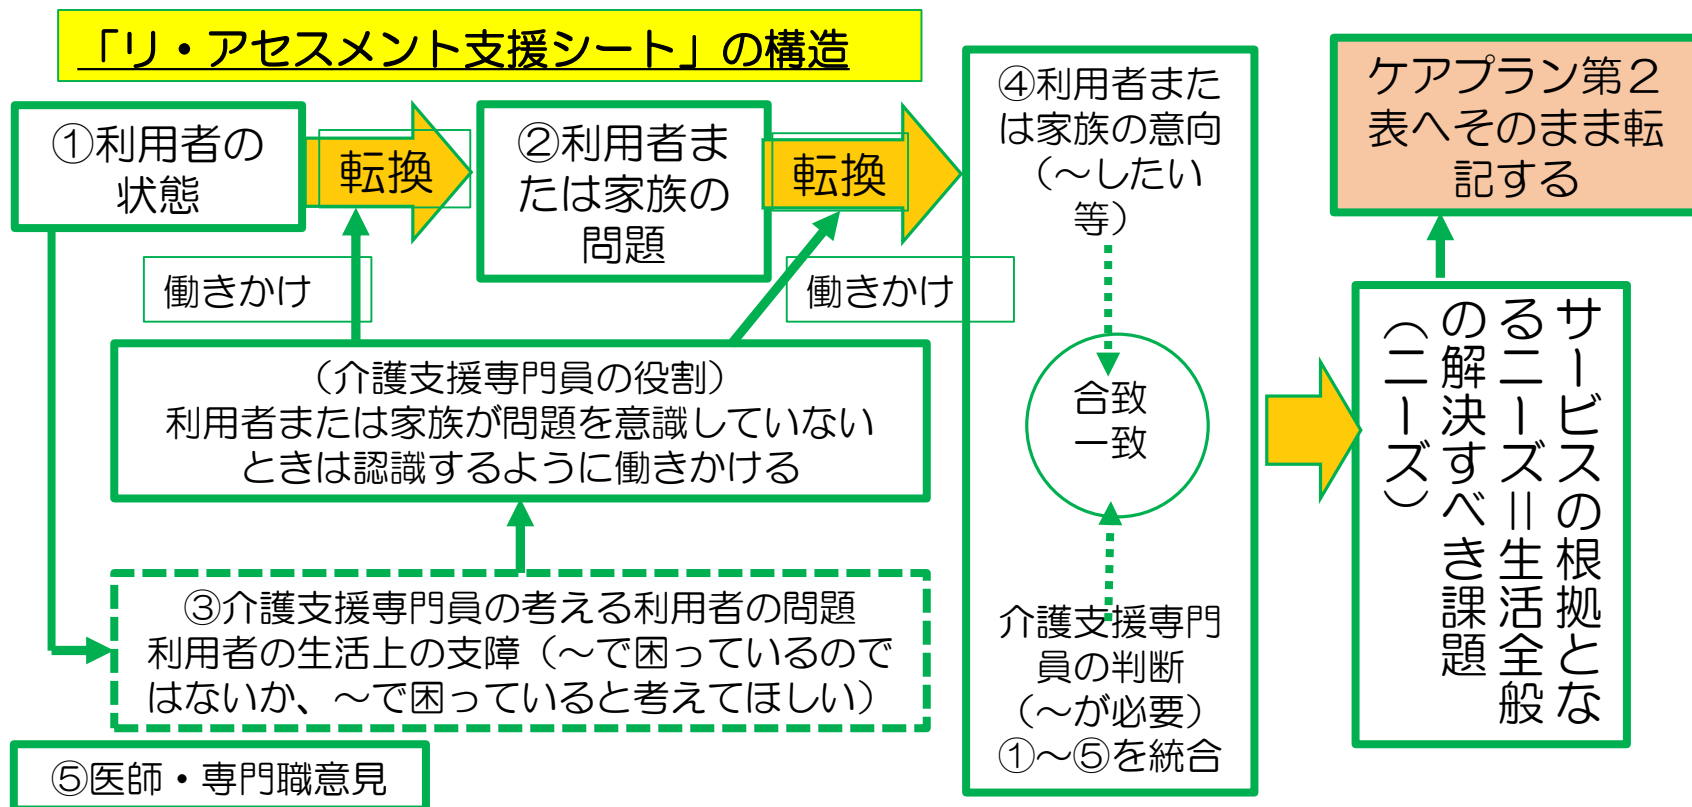 「リ・アセスメント支援シート」の構造
①利用者の
状態
転換
②利用者ま
たは家族の
問題
転換
④利用者また
は家族の意向
（～したい
等）
ケアプラン第２
表へそのまま転
記する
働きかけ
働きかけ
（介護支援専門員の役割）
利用者または家族が問題を意識していない
ときは認識するように働きかける
合致
一致
サービスの根拠とな
るニーズ＝生活全般
の解決すべき課題
（ニーズ）
③介護支援専門員の考える利用者の問題
利用者の生活上の支障（～で困っているので
はないか、～で困っていると考えてほしい）
介護支援専門
員の判断
（～が必要）
①～⑤を統合
⑤医師・専門職意見